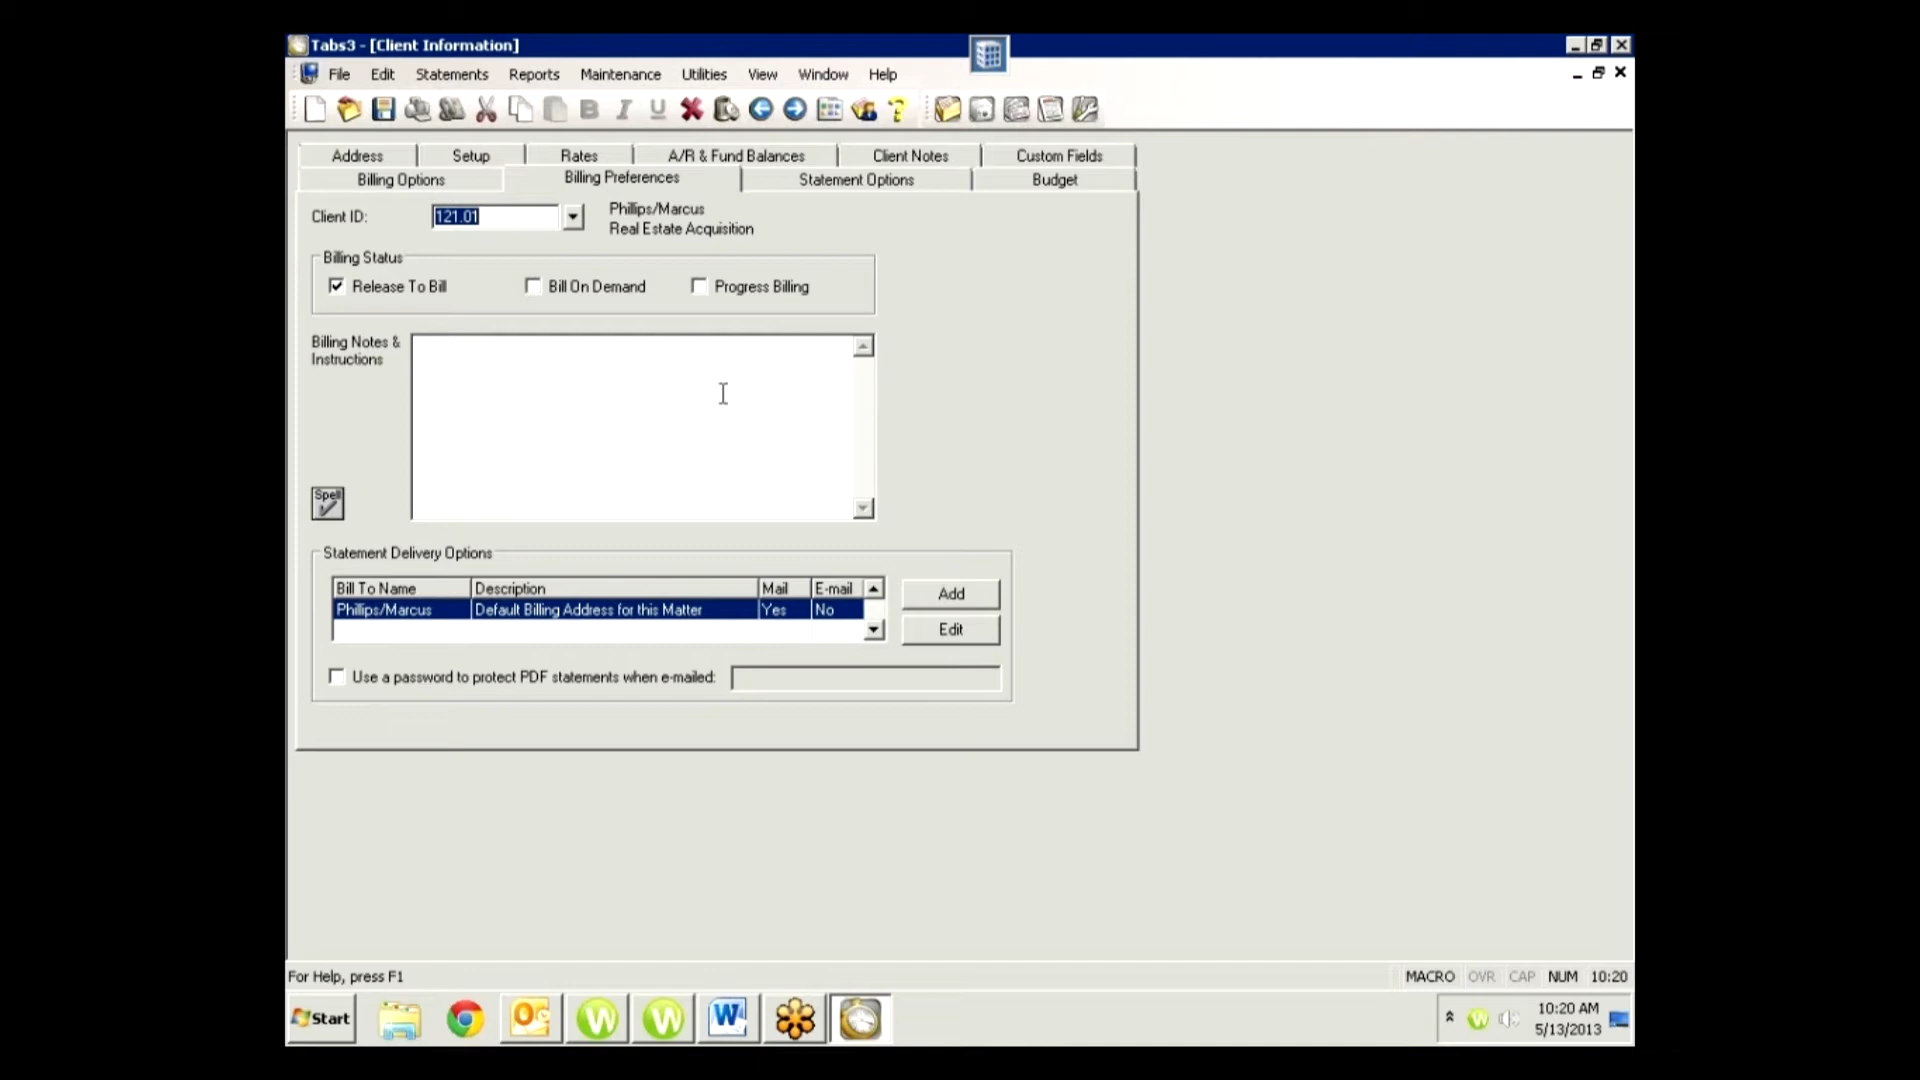 Tabs3 - [Client Information]
File Edit Statements Reports Maintenance Utilities View Window Help
B I U
Address Setup Rates A/R & Fund Balances Client Notes Custom Fields
Billing Options Billing Preferences Statement Options Budget
Client ID: 121.01 Phillips/Marcus
Real Estate Acquisition
Billing Status
Release To Bill Bill On Demand Progress Billing
Billing Notes &
Instructions
Spell
Statement Delivery Options
Bill To Name Description Mail E-mail
Phillips/Marcus Default Billing Address for this Matter Yes No
Add
Edit
Use a password to protect PDF statements when e-mailed:
For Help, press F1 MACRO OVR CAP NUM 10:20
Start
10:20 AM
5/13/2013